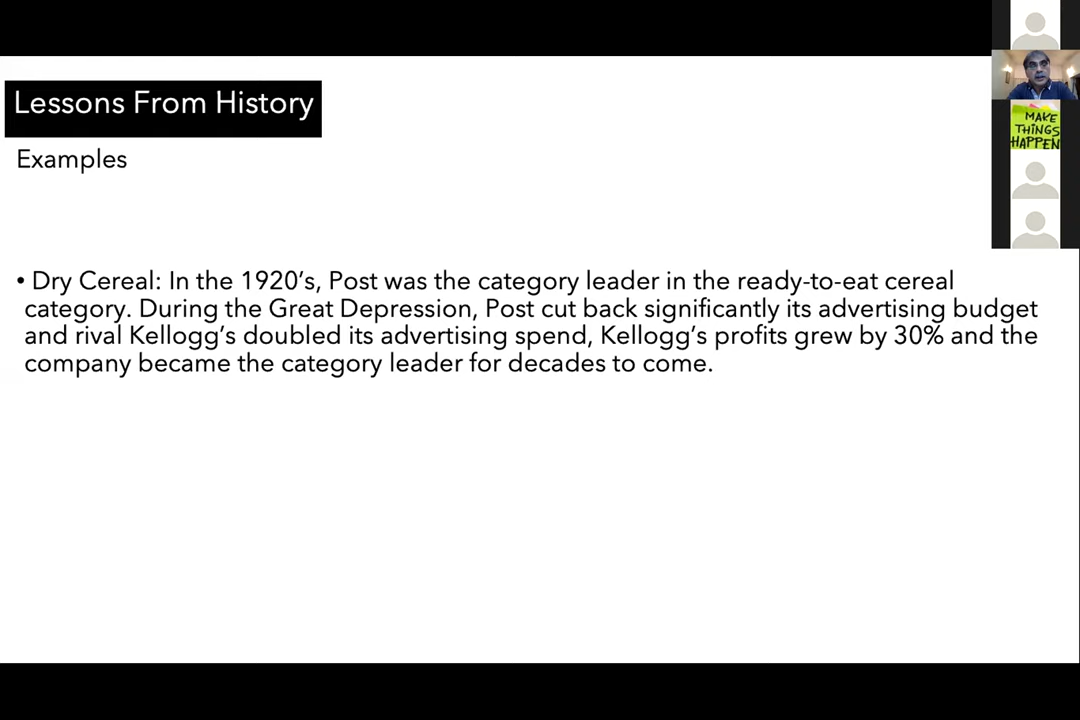 Lessons From History
Examples
• Dry Cereal: In the 1920’s, Post was the category leader in the ready-to-eat cereal
category. During the Great Depression, Post cut back significantly its advertising budget
and rival Kellogg’s doubled its advertising spend, Kellogg’s profits grew by 30% and the
company became the category leader for decades to come.
MAKE
THINGS
HAPPEN